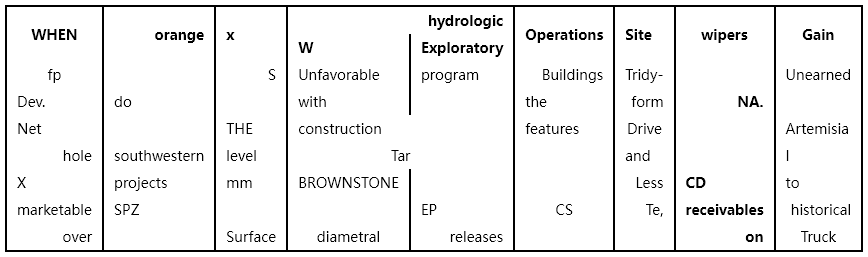 hydrologic
WHEN orange x Operations Site wipers Gain
W Exploratory
fp S Unfavorable program Buildings Tridy- Unearned
Dev. do with the form NA.
Net THE construction features Drive Artemisia
hole southwestern level Tar and l
X projects mm BROWNSTONE Less CD to
marketable SPZ EP CS Te, receivables historical
over Surface diametral releases on Truck